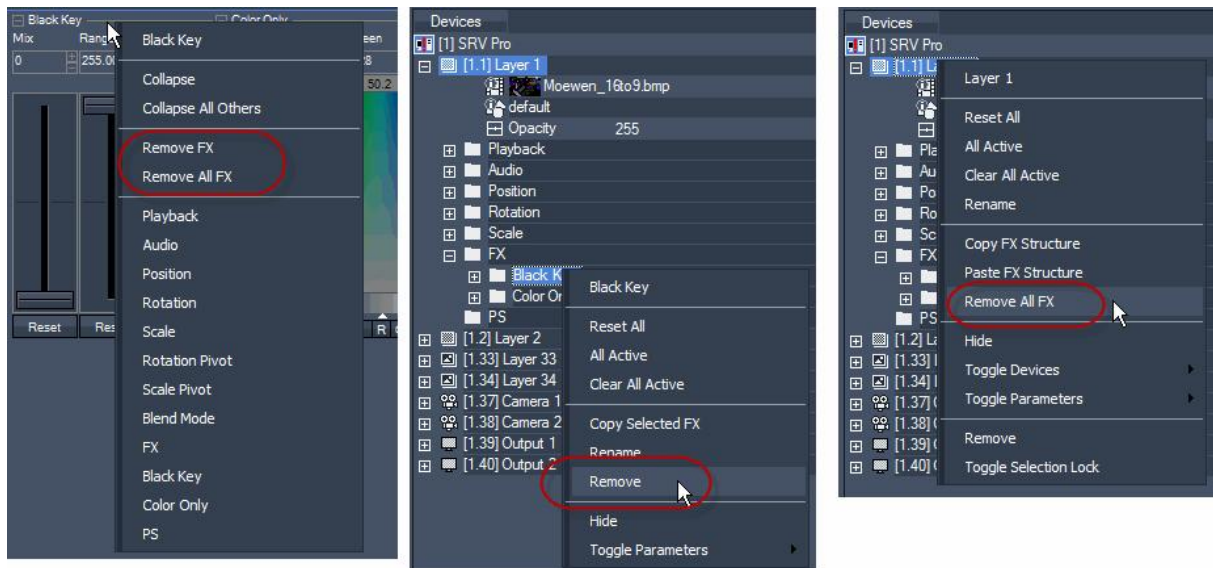 Black Key
Color Only
Mix
0
255.0
50.2
Reset
R
Black Key
Collapse
Collapse All Others
Remove FX
Remove All FX
Playback
Audio
Position
Rotation
Scale
Rotation Pivot
Scale Pivot
Blend Mode
FX
Black Key
Color Only
PS
Devices
[1] SRV Pro
[1.1] Layer 1
Moewen_16to9.bmp
default
Opacity 255
Playback
Audio
Position
Rotation
Scale
FX
Black K
Color Or
PS
[1.2] Layer 2
[1.33] Layer 33
[1.34] Layer 34
[1.37] Camera 1
[1.38] Camera 2
[1.39] Output 1
[1.40] Output 2
Black Key
Reset All
All Active
Clear All Active
Copy Selected FX
Rename
Remove
Hide
Toggle Parameters
Devices
[1] SRV Pro
[1.1] La
Pla
Au
Po
Ro
Sc
FX
PS
[1.2] La
[1.33]
[1.34]
[1.37]
[1.38]
[1.39]
[1.40]
Layer 1
Reset All
All Active
Clear All Active
Rename
Copy FX Structure
Paste FX Structure
Remove All FX
Hide
Toggle Devices
Toggle Parameters
Remove
Toggle Selection Lock